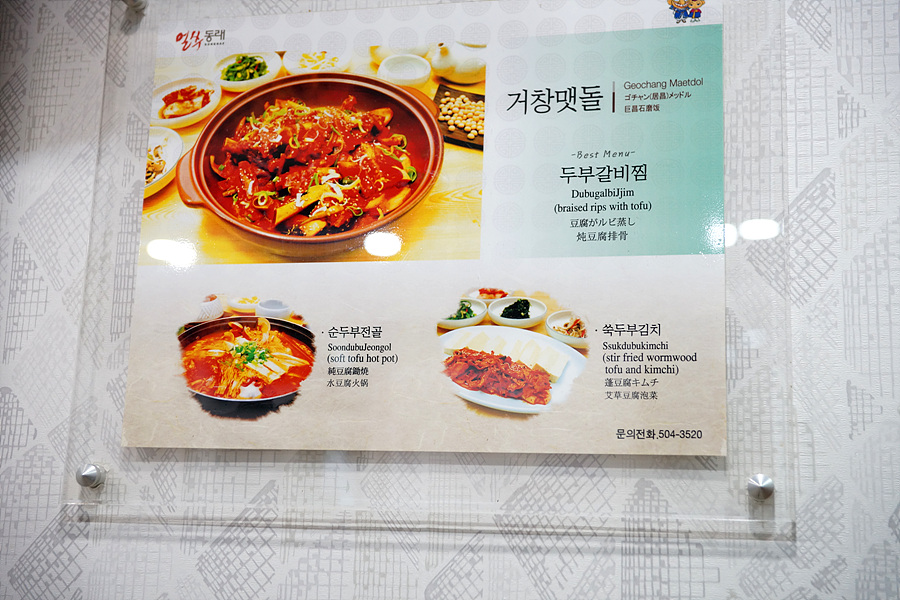 얼쑤 동래
거창맷돌
Geochang Maetdol
ゴチャン(居昌)メッドル
巨昌石磨饭
-Best Menu-
두부갈비찜
DubugalbiJjim
(braised rips with tofu)
豆腐がルビ蒸し
炖豆腐排骨
· 순두부전골
SoondubuJeongol
(soft tofu hot pot)
純豆腐鋤焼
水豆腐火锅
· 쑥두부김치
Ssukdubukimchi
(stir fried wormwood
tofu and kimchi)
蓬豆腐キムチ
艾草豆腐泡菜
문의전화.504-3520